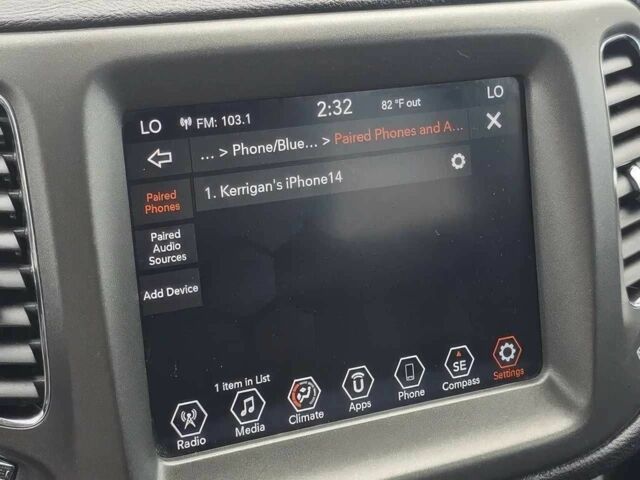 LO FM: 103.1 2:32 82 °F out LO
... > Phone/Blue... > Paired Phones and A...
Paired
Phones
1. Kerrigan's iPhone14
Paired
Audio
Sources
Add Device
1 item in List
Radio Media Climate Apps Phone SE Compass Settings